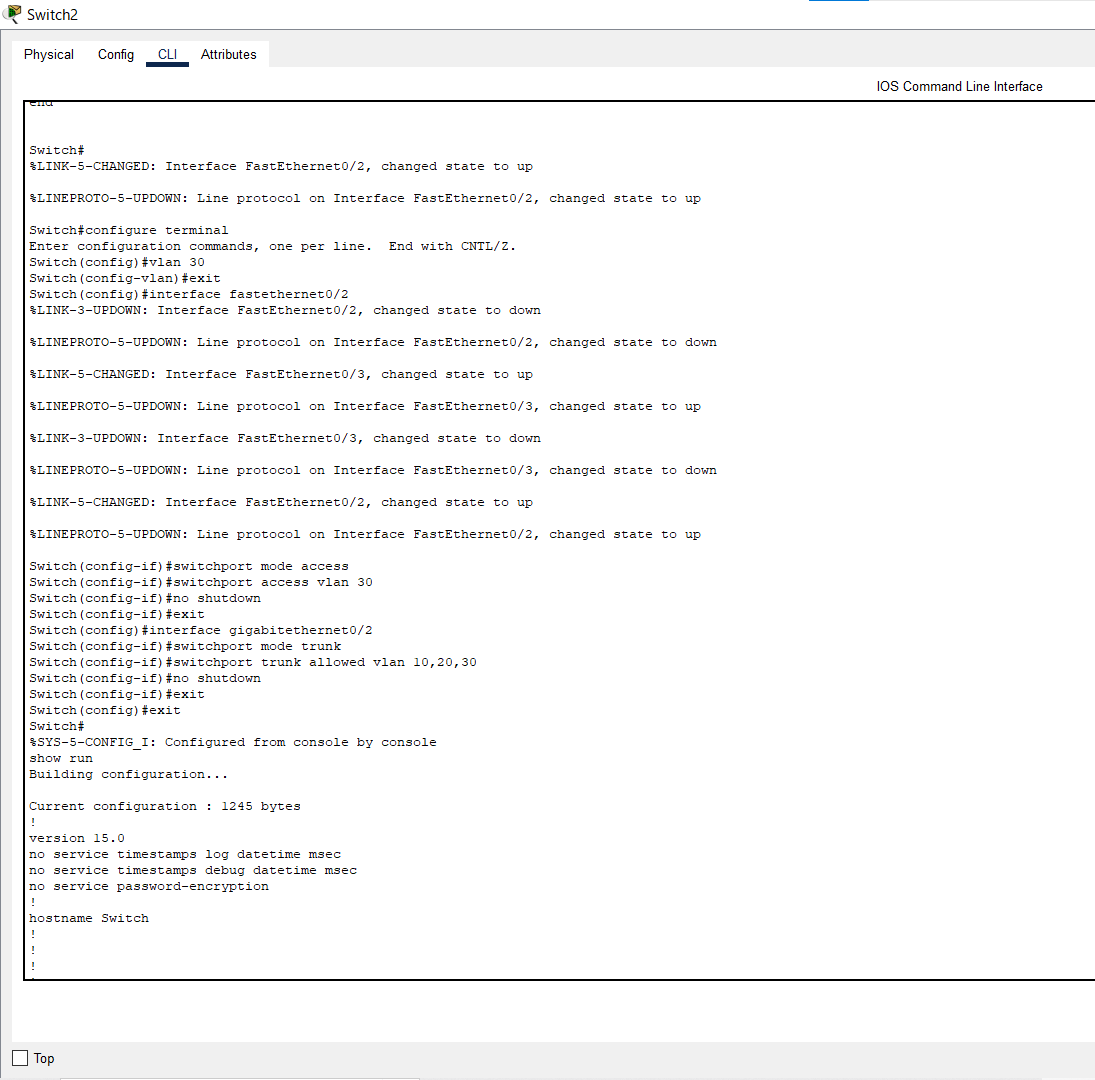 Switch2
Physical Config CLI Attributes
IOS Command Line Interface
end
Switch#
%LINK-5-CHANGED: Interface FastEthernet0/2, changed state to up
%LINEPROTO-5-UPDOWN: Line protocol on Interface FastEthernet0/2, changed state to up
Switch#configure terminal
Enter configuration commands, one per line.  End with CNTL/Z.
Switch(config)#vlan 30
Switch(config-vlan)#exit
Switch(config)#interface fastethernet0/2
%LINK-3-UPDOWN: Interface FastEthernet0/2, changed state to down
%LINEPROTO-5-UPDOWN: Line protocol on Interface FastEthernet0/2, changed state to down
%LINK-5-CHANGED: Interface FastEthernet0/3, changed state to up
%LINEPROTO-5-UPDOWN: Line protocol on Interface FastEthernet0/3, changed state to up
%LINK-3-UPDOWN: Interface FastEthernet0/3, changed state to down
%LINEPROTO-5-UPDOWN: Line protocol on Interface FastEthernet0/3, changed state to down
%LINK-5-CHANGED: Interface FastEthernet0/2, changed state to up
%LINEPROTO-5-UPDOWN: Line protocol on Interface FastEthernet0/2, changed state to up
Switch(config-if)#switchport mode access
Switch(config-if)#switchport access vlan 30
Switch(config-if)#no shutdown
Switch(config-if)#exit
Switch(config)#interface gigabitethernet0/2
Switch(config-if)#switchport mode trunk
Switch(config-if)#switchport trunk allowed vlan 10,20,30
Switch(config-if)#no shutdown
Switch(config-if)#exit
Switch(config)#exit
Switch#
%SYS-5-CONFIG_I: Configured from console by console
show run
Building configuration...
Current configuration : 1245 bytes
!
version 15.0
no service timestamps log datetime msec
no service timestamps debug datetime msec
no service password-encryption
!
hostname Switch
!
!
!
Top